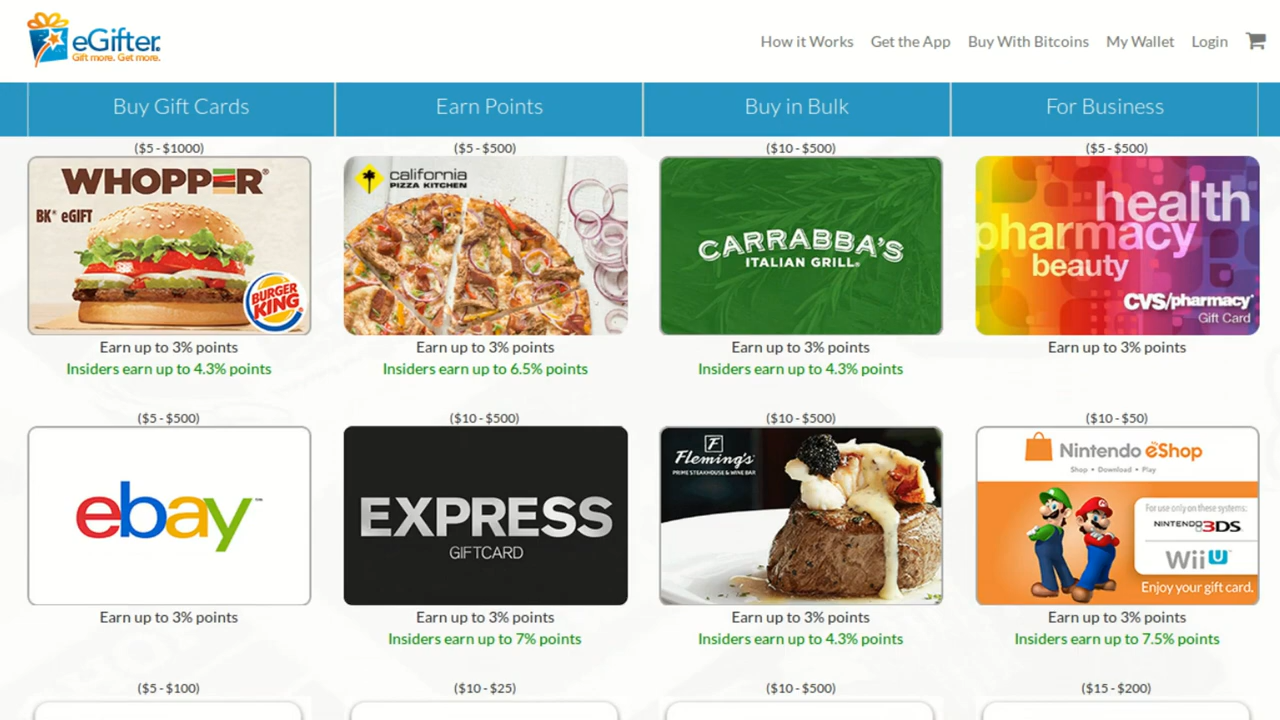 eGifter
Gift more. Get more.
How it Works
Get the App
Buy With Bitcoins
My Wallet
Login
Buy Gift Cards
Earn Points
Buy in Bulk
For Business
($5 - $1000)
($5 - $500)
($10 - $500)
($5 - $500)
WHOPPER®
BK® eGIFT
BURGER
KING
california
PIZZA KITCHEN
CARRABBA'S
ITALIAN GRILL®
health
pharmacy
beauty
CVS/pharmacy®
Gift Card
Earn up to 3% points
Insiders earn up to 4.3% points
Earn up to 3% points
Insiders earn up to 6.5% points
Earn up to 3% points
Insiders earn up to 4.3% points
Earn up to 3% points
($5 - $500)
($10 - $500)
($10 - $500)
($10 - $50)
ebay™
EXPRESS
GIFTCARD
F
Fleming's
PRIME STEAKHOUSE & WINE BAR
Nintendo eShop
Shop • Download • Play
For use only on these systems:
NINTENDO3DS
Wii U
Enjoy your gift card.
Earn up to 3% points
Earn up to 3% points
Insiders earn up to 7% points
Earn up to 3% points
Insiders earn up to 4.3% points
Earn up to 3% points
Insiders earn up to 7.5% points
($5 - $100)
($10 - $25)
($10 - $500)
($15 - $200)